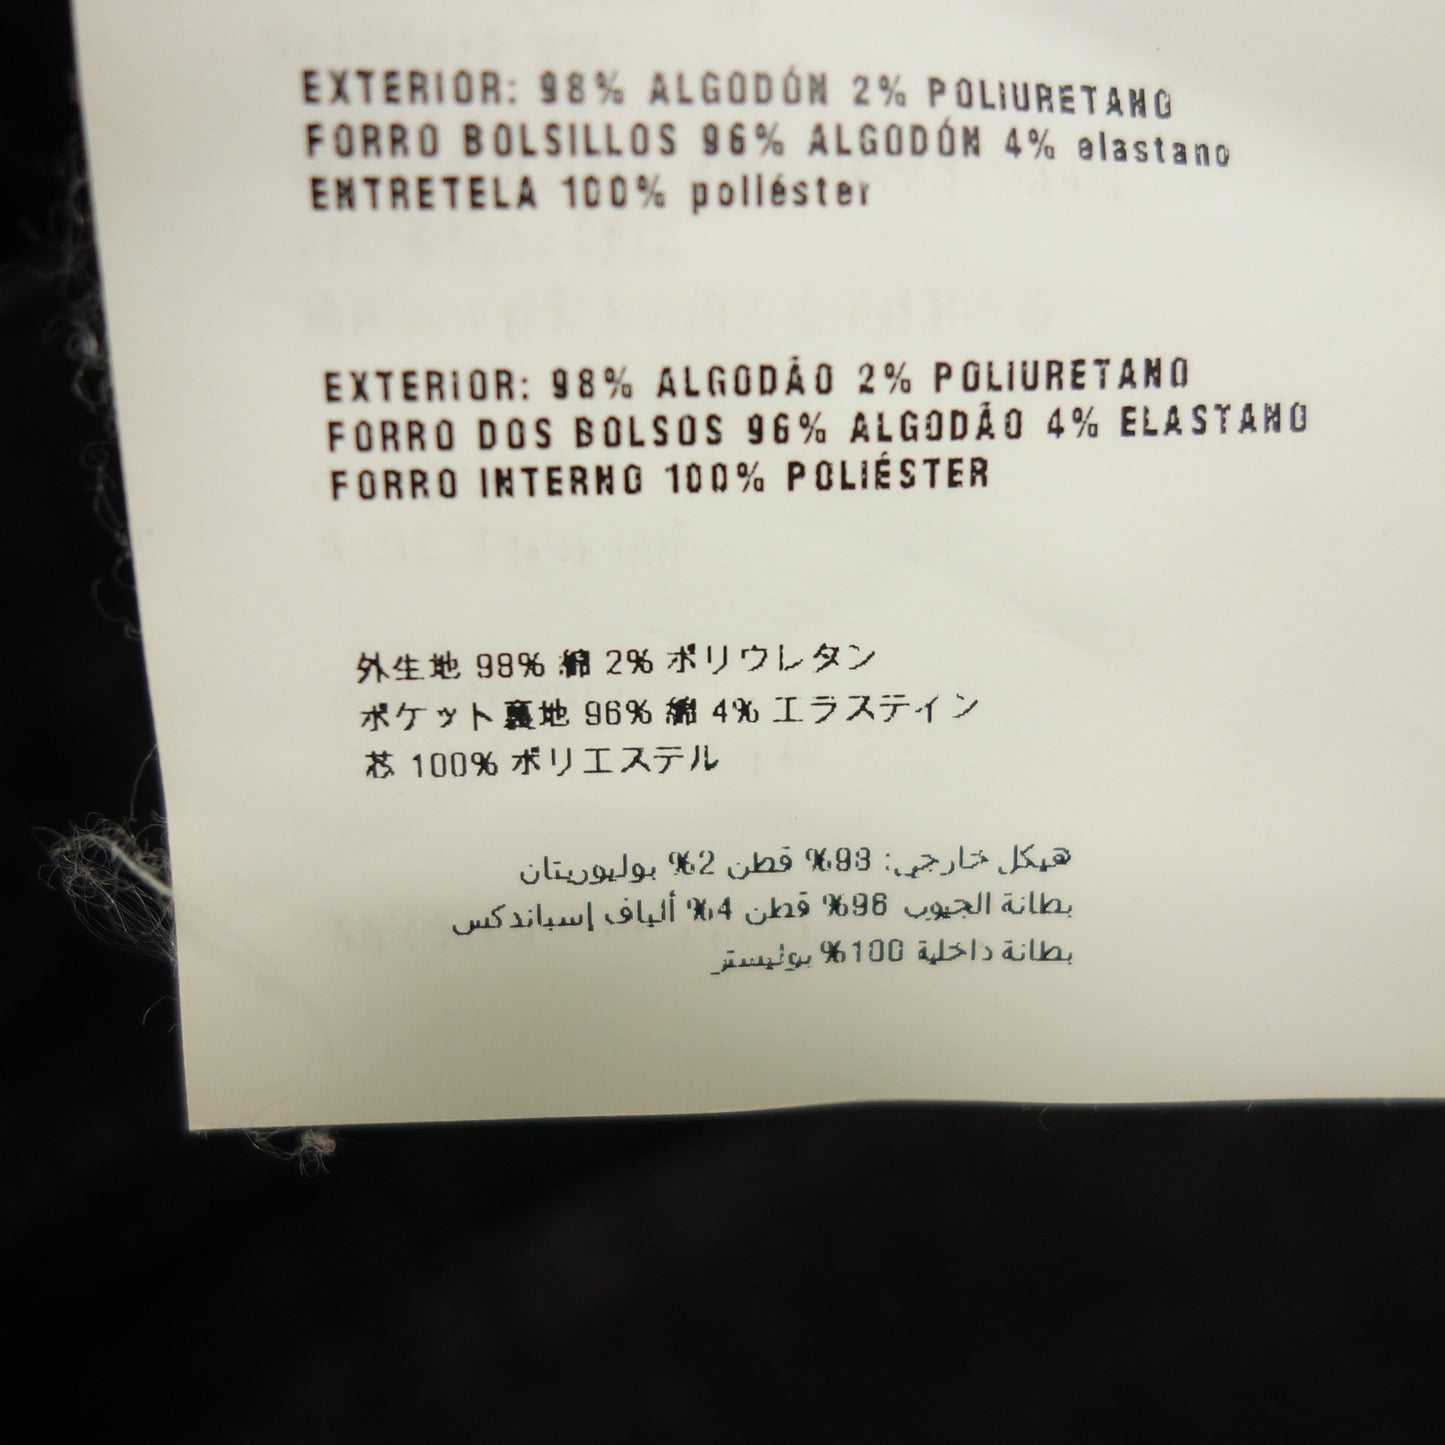 EXTERIOR: 98% ALGODÓN 2% POLIURETANO
FORRO BOLSILLOS 96% ALGODÓN 4% elastano
ENTRETELA 100% poliéster
EXTERIOR: 98% ALGODÃO 2% POLIURETANO
FORRO DOS BOLSOS 96% ALGODÃO 4% ELASTANO
FORRO INTERNO 100% POLIÉSTER
外生地 98% 綿 2% ポリウレタン
ポケット裏地 96% 綿 4% エラステイン
芯 100% ポリエステル
هيكل خارجي: 98% قطن 2% بوليوريتان
بطانة الجيوب 96% قطن 4% ألياف إسباندكس
بطانة داخلية 100% بوليستر